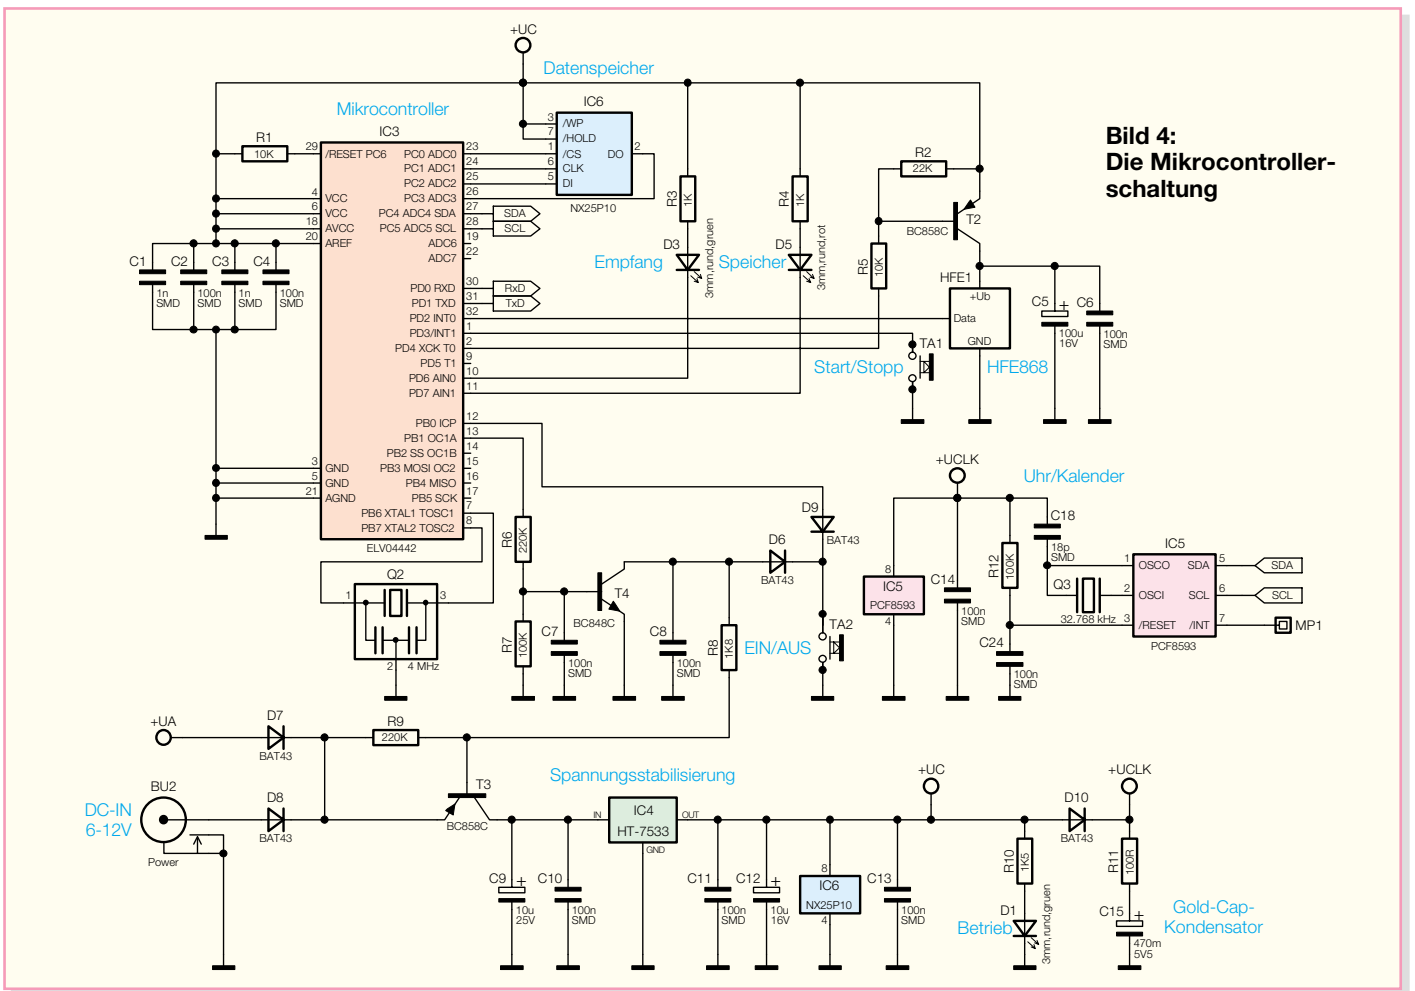 +UC
Datenspeicher
Mikrocontroller
IC3
IC6
3 /WP
7 /HOLD
1 /CS
6 CLK
5 DI
DO 2
NX25P10
Bild 4:
Die Mikrocontroller-
schaltung
R1
10K
29 /RESET PC6
4 VCC
6 VCC
18 AVCC
20 AREF
3 GND
5 GND
21 AGND
PC0 ADC0 23
PC1 ADC1 24
PC2 ADC2 25
PC3 ADC3 26
PC4 ADC4 SDA 27
SDA
PC5 ADC5 SCL 28
SCL
ADC6 19
ADC7 22
PD0 RXD 30
RxD
PD1 TXD 31
TxD
PD2 INT0 32
PD3/INT1 1
PD4 XCK T0 2
PD5 T1 9
PD6 AIN0 10
PD7 AIN1 11
PB0 ICP 12
PB1 OC1A 13
PB2 SS OC1B 14
PB3 MOSI OC2 15
PB4 MISO 16
PB5 SCK 17
PB6 XTAL1 TOSC1 7
PB7 XTAL2 TOSC2 8
ELV04442
C1
1n
SMD
C2
100n
SMD
C3
1n
SMD
C4
100n
SMD
R3
1K
D3
3mm,rund,gruen
Empfang
R4
1K
D5
3mm,rund,rot
Speicher
R2
22K
T2
BC858C
R5
10K
HFE1
+Ub
Data
GND
HFE868
C5
+
100u
16V
C6
100n
SMD
TA1
Start/Stopp
Q2
1
3
2
4 MHz
R6
220K
R7
100K
C7
100n
SMD
T4
BC848C
C8
100n
SMD
R8
1K8
D6
BAT43
D9
BAT43
TA2
EIN/AUS
+UCLK
Uhr/Kalender
8
IC5
PCF8593
4
C14
100n
SMD
R12
100K
C24
100n
SMD
C18
18p
SMD
Q3
32.768 kHz
IC5
1 OSCO
2 OSCI
3 /RESET
SDA 5
SCL 6
/INT 7
PCF8593
SDA
SCL
MP1
+UA
D7
BAT43
R9
220K
BU2
DC-IN
6-12V
Power
D8
BAT43
T3
BC858C
Spannungsstabilisierung
C9
+
10u
25V
C10
100n
SMD
IN
IC4
HT-7533
OUT
GND
C11
100n
SMD
C12
+
10u
16V
8
IC6
NX25P10
4
C13
100n
SMD
+UC
R10
1K5
D1
3mm,rund,gruen
Betrieb
D10
BAT43
+UCLK
R11
100R
C15
+
470m
5V5
Gold-Cap-
Kondensator